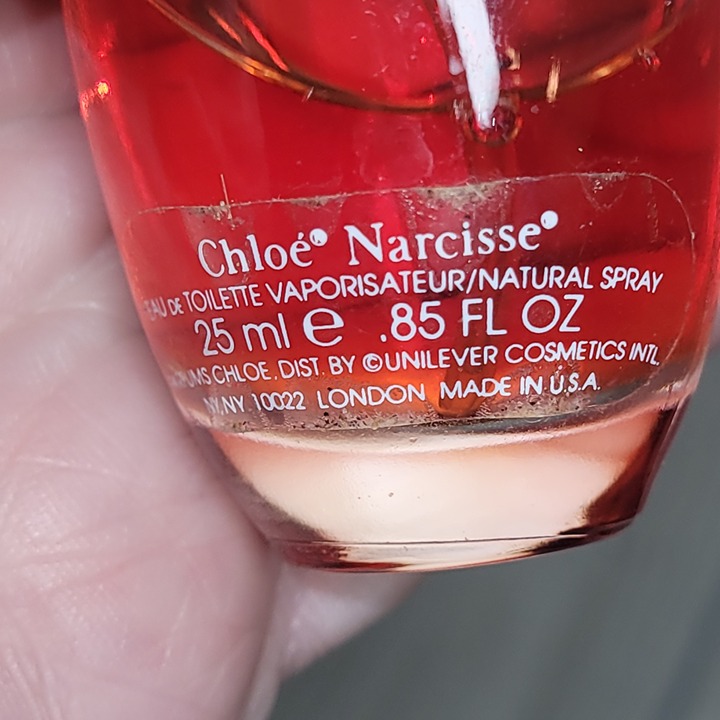 Chloé® Narcisse®
EAU DE TOILETTE VAPORISATEUR/NATURAL SPRAY
25 ml e .85 FL OZ
CHLOE, DIST. BY ©UNILEVER COSMETICS INTL.
NY, NY 10022 LONDON MADE IN U.S.A.